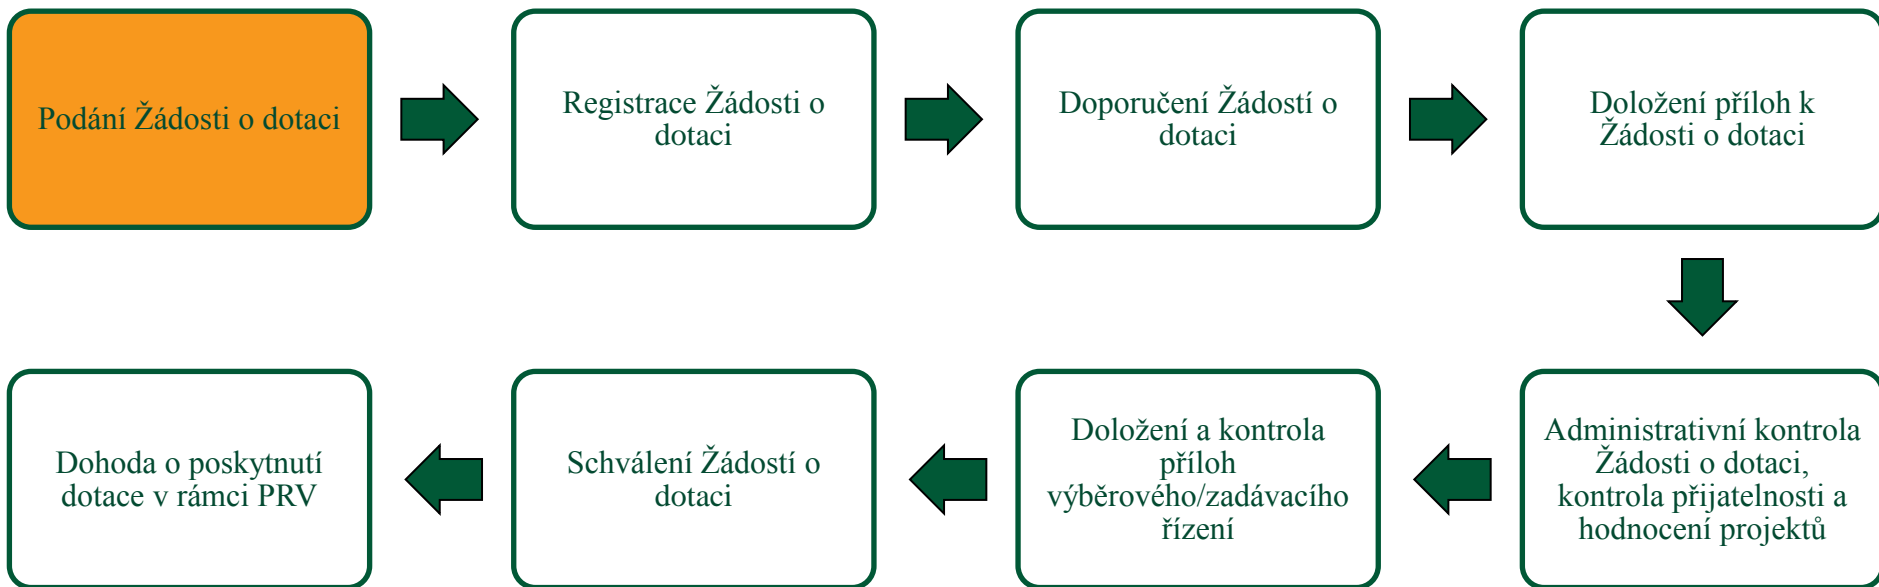 Podání Žádosti o dotaci
Registrace Žádosti o
dotaci
Doporučení Žádostí o
dotaci
Doložení příloh k
Žádosti o dotaci
Administrativní kontrola
Žádosti o dotaci,
kontrola přijatelnosti a
hodnocení projektů
Doložení a kontrola
příloh
výběrového/zadávacího
řízení
Schválení Žádostí o
dotaci
Dohoda o poskytnutí
dotace v rámci PRV